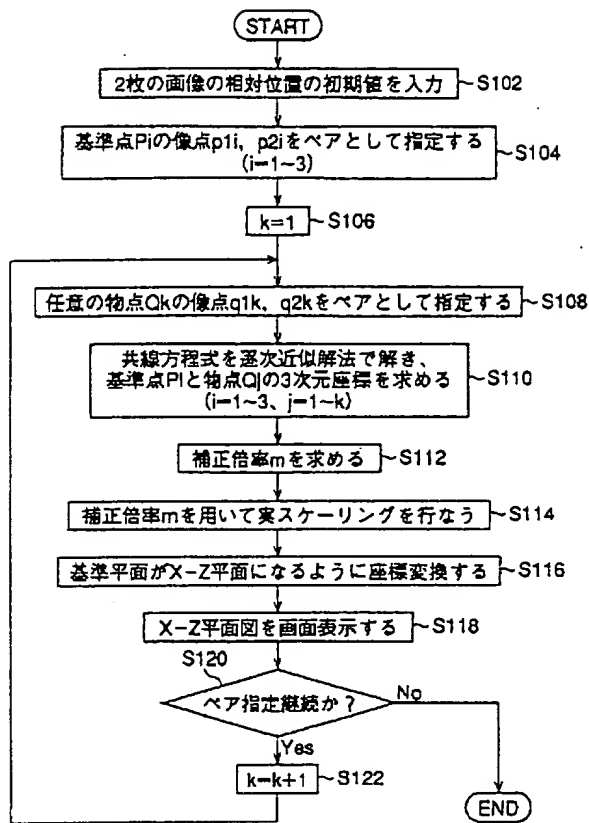 START
2枚の画像の相対位置の初期値を入力
S102
基準点Piの像点p1i, p2iをペアとして指定する
(i=1~3)
S104
k=1
S106
任意の物点Qkの像点q1k、q2kをペアとして指定する
S108
共線方程式を逐次近似解法で解き、
基準点Piと物点Qjの3次元座標を求める
(i=1~3、j=1~k)
S110
補正倍率mを求める
S112
補正倍率mを用いて実スケーリングを行なう
S114
基準平面がX-Z平面になるように座標変換する
S116
X-Z平面図を画面表示する
S118
S120
ペア指定継続か?
No
Yes
k=k+1
S122
END